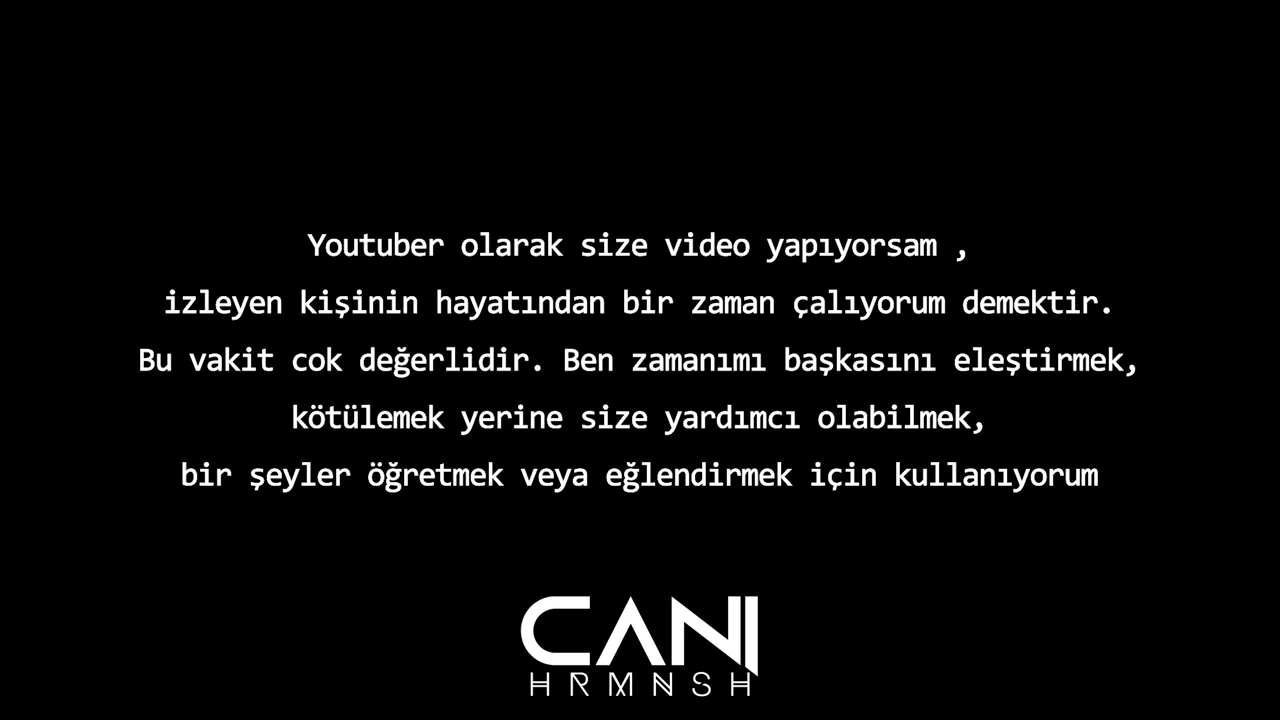 Youtuber olarak size video yapıyorsam ,
izleyen kişinin hayatından bir zaman çalıyorum demektir.
Bu vakit cok değerlidir. Ben zamanımı başkasını eleştirmek,
kötülemek yerine size yardımcı olabilmek,
bir şeyler öğretmek veya eğlendirmek için kullanıyorum
CANI
HRMNSH